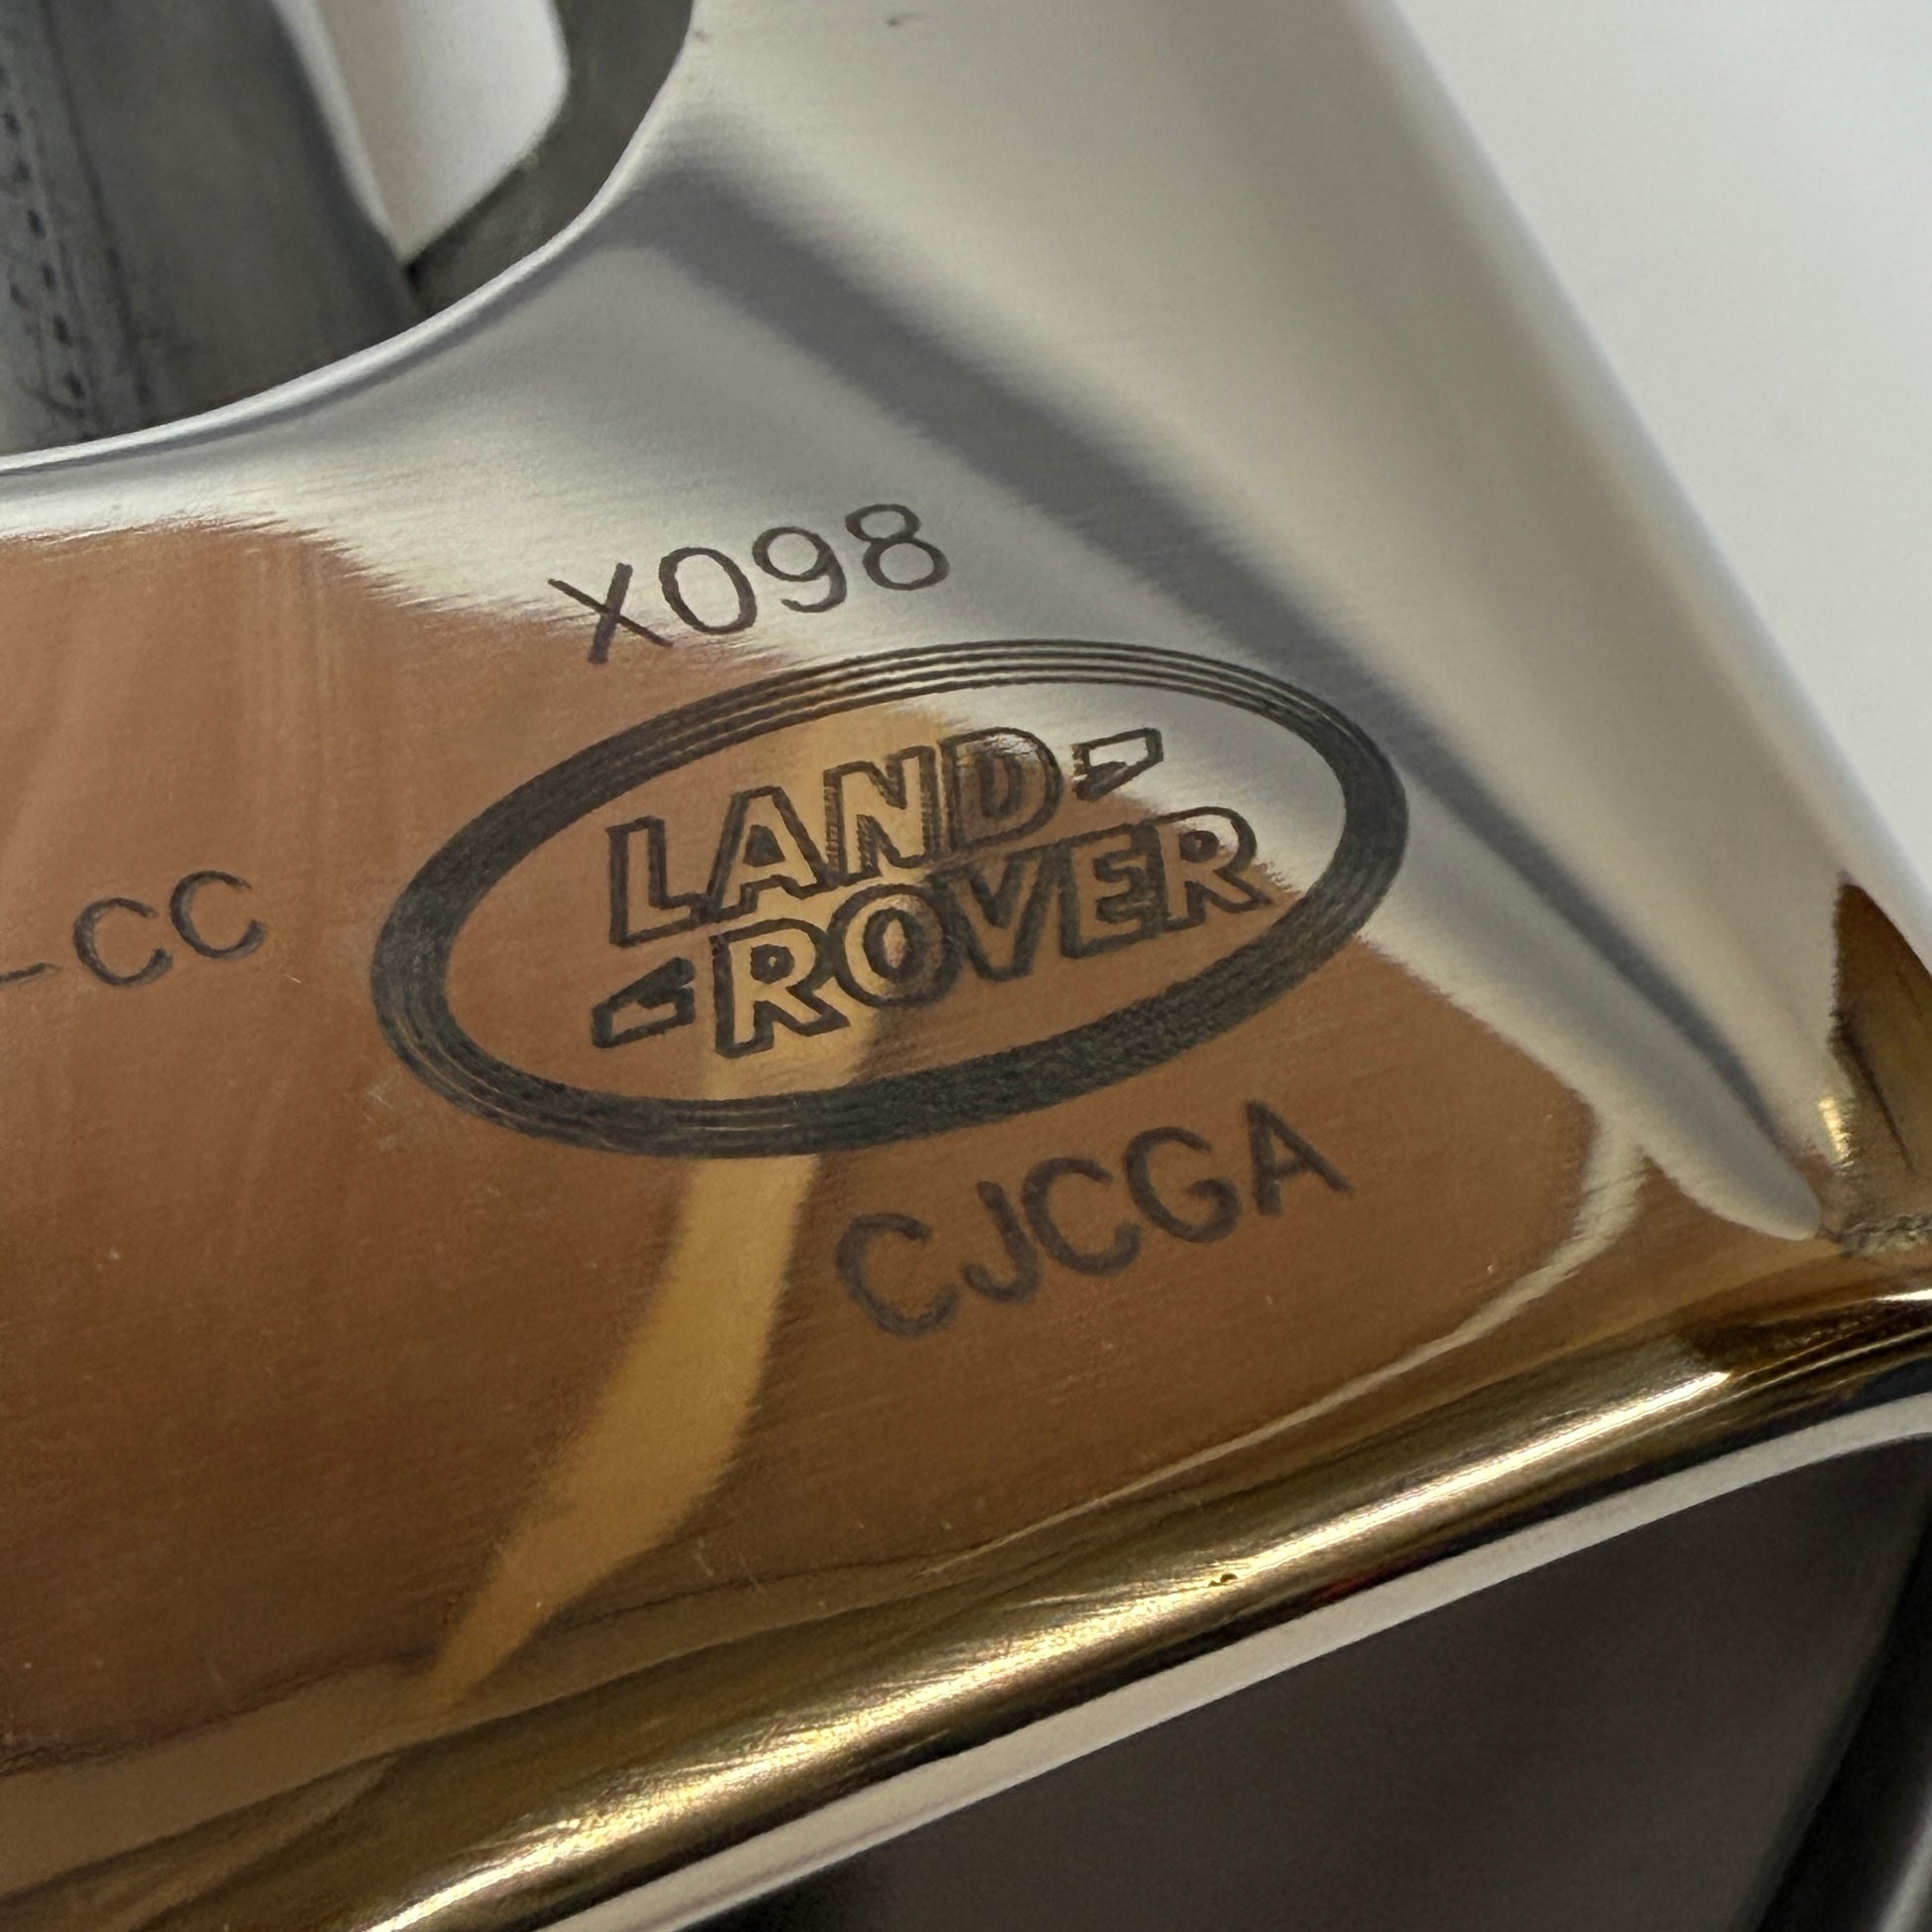 X098
-CC
LAND-
-ROVER
CJCGA